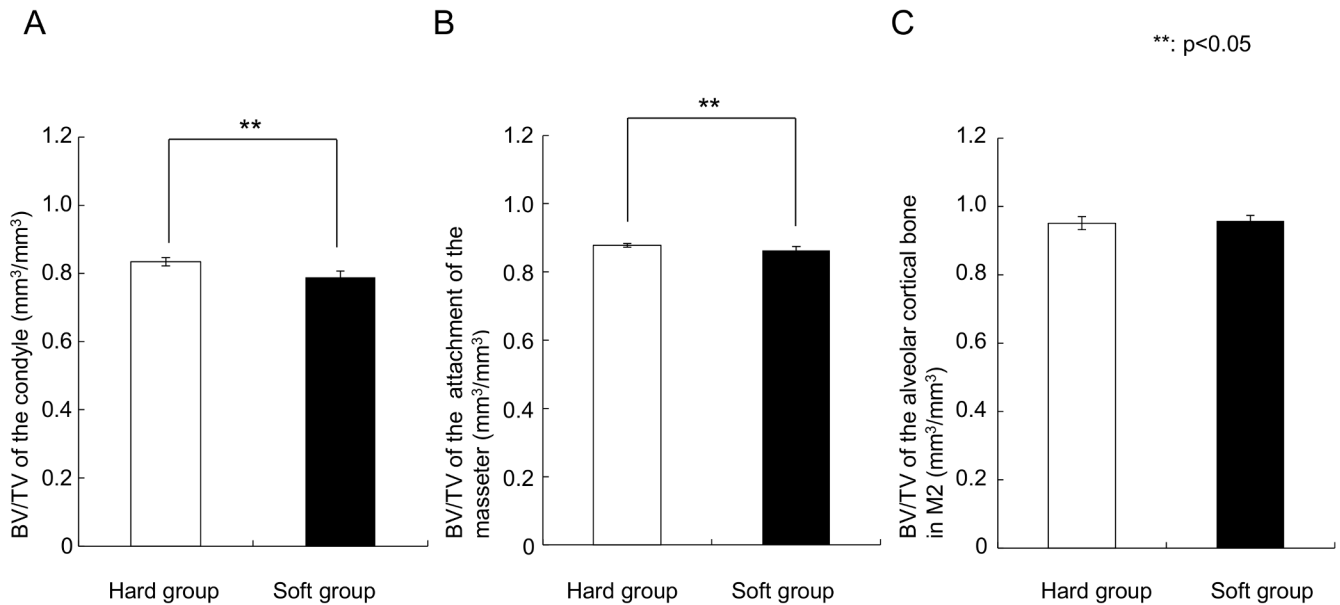 A
**
BV/TV of the condyle (mm³/mm³)
1.2
1.0
0.8
0.6
0.4
0.2
0
Hard group
Soft group
B
**
BV/TV of the attachment of the
masseter (mm³/mm³)
1.2
1.0
0.8
0.6
0.4
0.2
0
Hard group
Soft group
C
**: p<0.05
BV/TV of the alveolar cortical bone
in M2 (mm³/mm³)
1.2
1.0
0.8
0.6
0.4
0.2
0
Hard group
Soft group